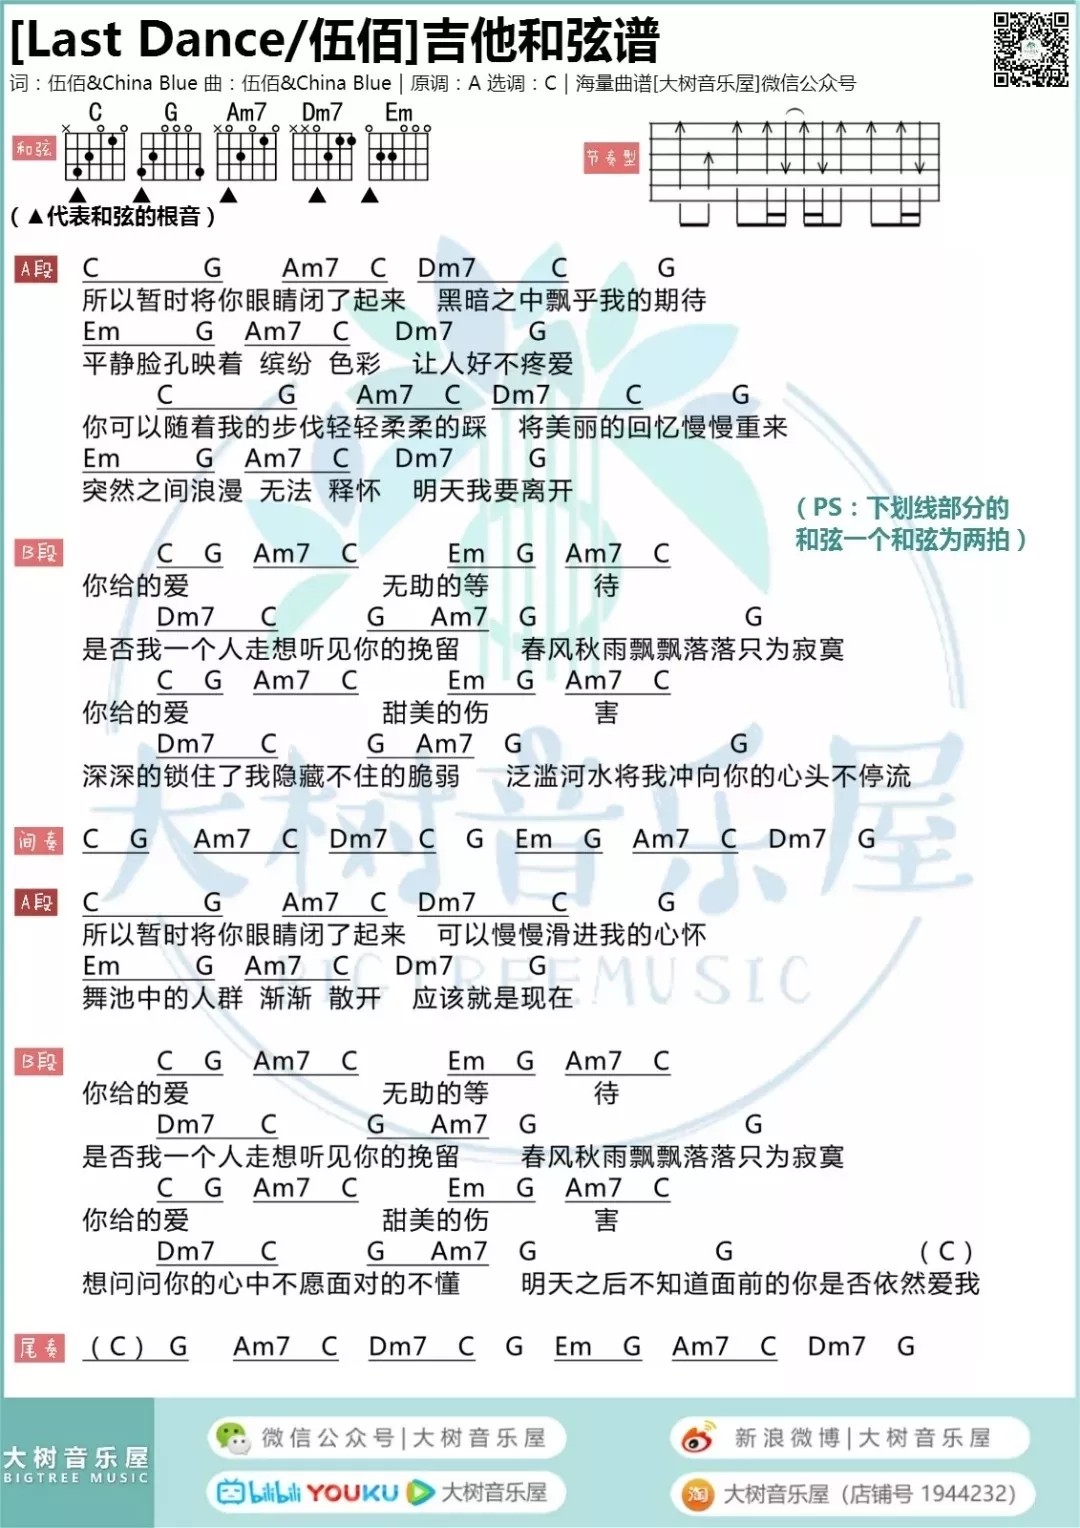 [Last Dance/伍佰]吉他和弦谱
词：伍佰&China Blue 曲：伍佰&China Blue | 原调：A 选调：C | 海量曲谱[大树音乐屋]微信公众号
C G Am7 Dm7 Em
和弦
节奏型
（▲代表和弦的根音）
A段 C G Am7 C Dm7 C G
所以暂时将你眼睛闭了起来 黑暗之中飘乎我的期待
Em G Am7 C Dm7 G
平静脸孔映着 缤纷 色彩 让人好不疼爱
C G Am7 C Dm7 C G
你可以随着我的步伐轻轻柔柔的踩 将美丽的回忆慢慢重来
Em G Am7 C Dm7 G
突然之间浪漫 无法 释怀 明天我要离开
（PS：下划线部分的
和弦一个和弦为两拍）
B段 C G Am7 C Em G Am7 C
你给的爱 无助的等 待
Dm7 C G Am7 G G
是否我一个人走想听见你的挽留 春风秋雨飘飘落落只为寂寞
C G Am7 C Em G Am7 C
你给的爱 甜美的伤 害
Dm7 C G Am7 G G
深深的锁住了我隐藏不住的脆弱 泛滥河水将我冲向你的心头不停流
大树音乐屋
间奏 C G Am7 C Dm7 C G Em G Am7 C Dm7 G
A段 C G Am7 C Dm7 C G
所以暂时将你眼睛闭了起来 可以慢慢滑进我的心怀
Em G Am7 C Dm7 G
BIGTREEMUSIC
舞池中的人群 渐渐 散开 应该就是现在
B段 C G Am7 C Em G Am7 C
你给的爱 无助的等 待
Dm7 C G Am7 G G
是否我一个人走想听见你的挽留 春风秋雨飘飘落落只为寂寞
C G Am7 C Em G Am7 C
你给的爱 甜美的伤 害
Dm7 C G Am7 G G （C）
想问问你的心中不愿面对的不懂 明天之后不知道面前的你是否依然爱我
尾奏 （C） G Am7 C Dm7 C G Em G Am7 C Dm7 G
大树音乐屋
BIGTREE MUSIC
微信公众号|大树音乐屋
新浪微博|大树音乐屋
bilibili YOUKU 大树音乐屋
淘 大树音乐屋（店铺号 1944232）